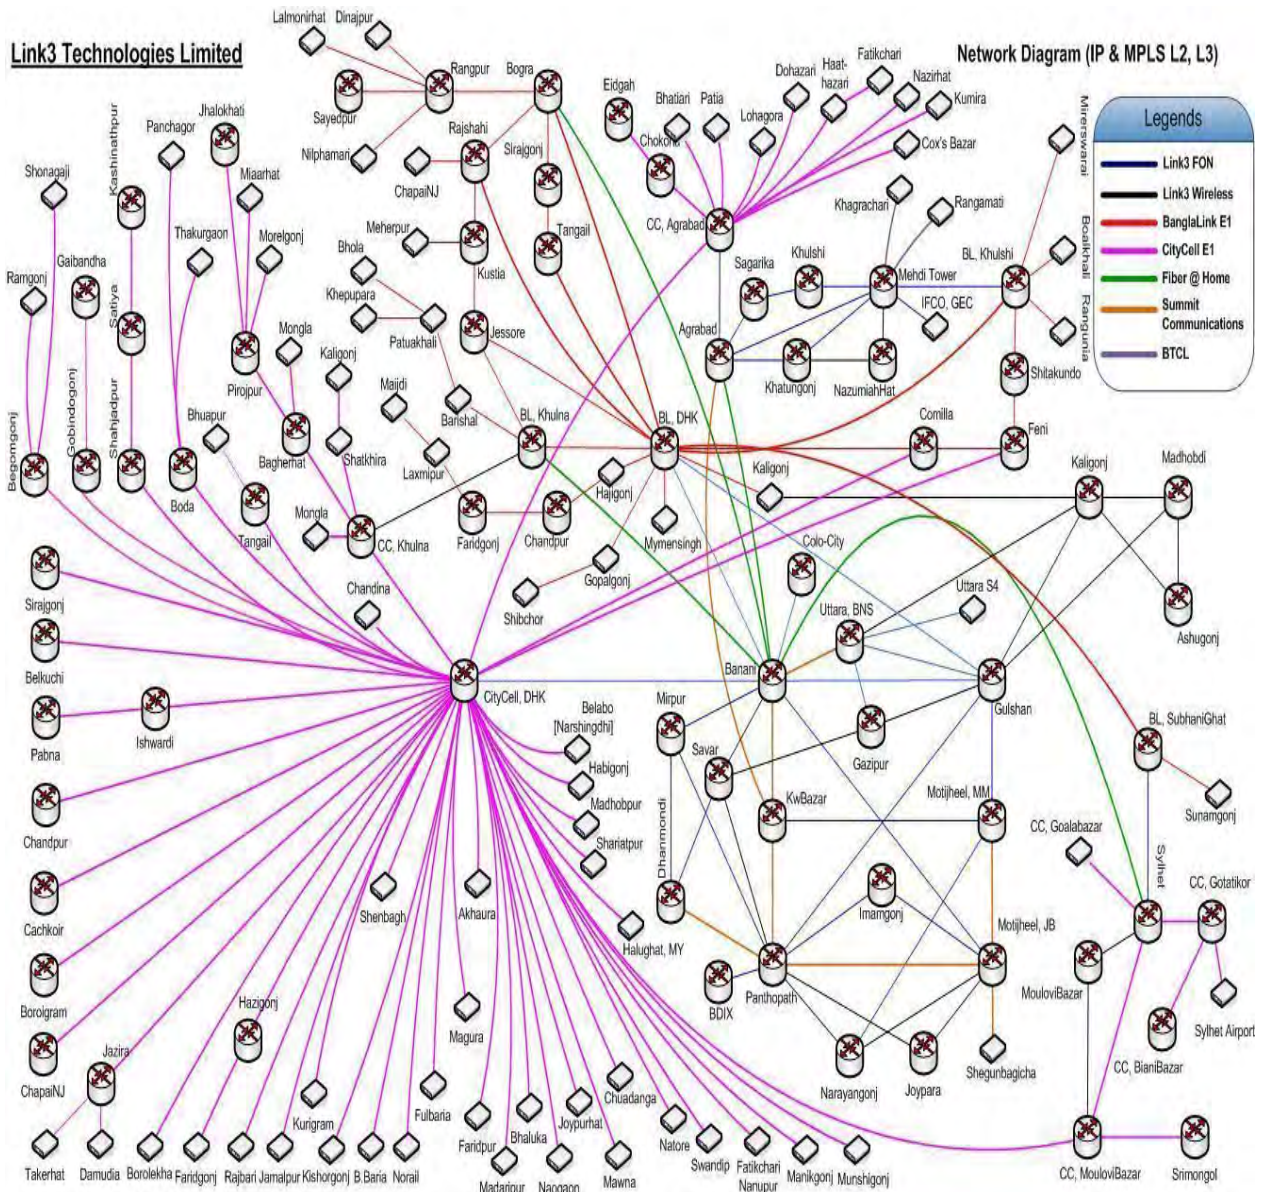 Link3 Technologies Limited
Network Diagram (IP & MPLS L2, L3)
Legends
Link3 FON
Link3 Wireless
BanglaLink E1
CityCell E1
Fiber @ Home
Summit
Communications
BTCL
Lalmonirhat
Dinajpur
Rangpur
Bogra
Sayedpur
Nilphamari
Rajshahi
ChapaiNJ
Sirajgonj
Tangail
Meherpur
Kustia
Bhola
Khepupara
Patuakhali
Jessore
Barishal
BL, Khulna
BL, DHK
Eidgah
Chokoria
Bhatiari
Patia
Lohagora
Dohazari
Haat-
hazari
Fatikchari
Nazirhat
Kumira
Cox's Bazar
CC, Agrabad
Khagrachari
Rangamati
Sagarika
Khulshi
Mehdi Tower
IFCO, GEC
BL, Khulshi
Mirerswarai
Boalkhali
Rangunia
Agrabad
Khatungonj
NazumiahHat
Shitakundo
Comilla
Feni
Shonagaji
Ramgonj
Begomgonj
Gaibandha
Gobindogonj
Kashinathpur
Satiya
Shahjadpur
Panchagor
Thakurgaon
Boda
Jhalokhati
Miaarhat
Morelgonj
Pirojpur
Mongla
Kaligonj
Bagherhat
Shatkhira
Bhuapur
Tangail
Mongla
CC, Khulna
Maijdi
Laxmipur
Faridgonj
Chandpur
Hajigonj
Mymensingh
Gopalgonj
Shibchor
Kaligonj
Kaligonj
Madhobdi
Ashugonj
Colo-City
Uttara, BNS
Uttara S4
Banani
Gulshan
Gazipur
Mirpur
Savar
Dhanmondi
KwBazar
Motijheel, MM
Imamgonj
Motijheel, JB
BDIX
Panthopath
Narayangonj
Joypara
Shegunbagicha
BL, SubhaniGhat
Sunamgonj
CC, Goalabazar
Sylhet
CC, Gotatikor
MouloviBazar
CC, BianiBazar
Sylhet Airport
CC, MouloviBazar
Srimongol
Chandina
CityCell, DHK
Sirajgonj
Belkuchi
Pabna
Ishwardi
Chandpur
Cachkoir
Boroigram
ChapaiNJ
Jazira
Takerhat
Damudia
Hazigonj
Borolekha
Faridgonj
Rajbari
Jamalpur
Kurigram
Kishorgonj
B.Baria
Norail
Shenbagh
Fulbaria
Akhaura
Magura
Faridpur
Madaripur
Bhaluka
Naogaon
Joypurhat
Mawna
Chuadanga
Natore
Swandip
Fatikchari
Nanupur
Manikgonj
Munshigonj
Belabo
[Narshingdhi]
Habigonj
Madhobpur
Shariatpur
Halughat, MY